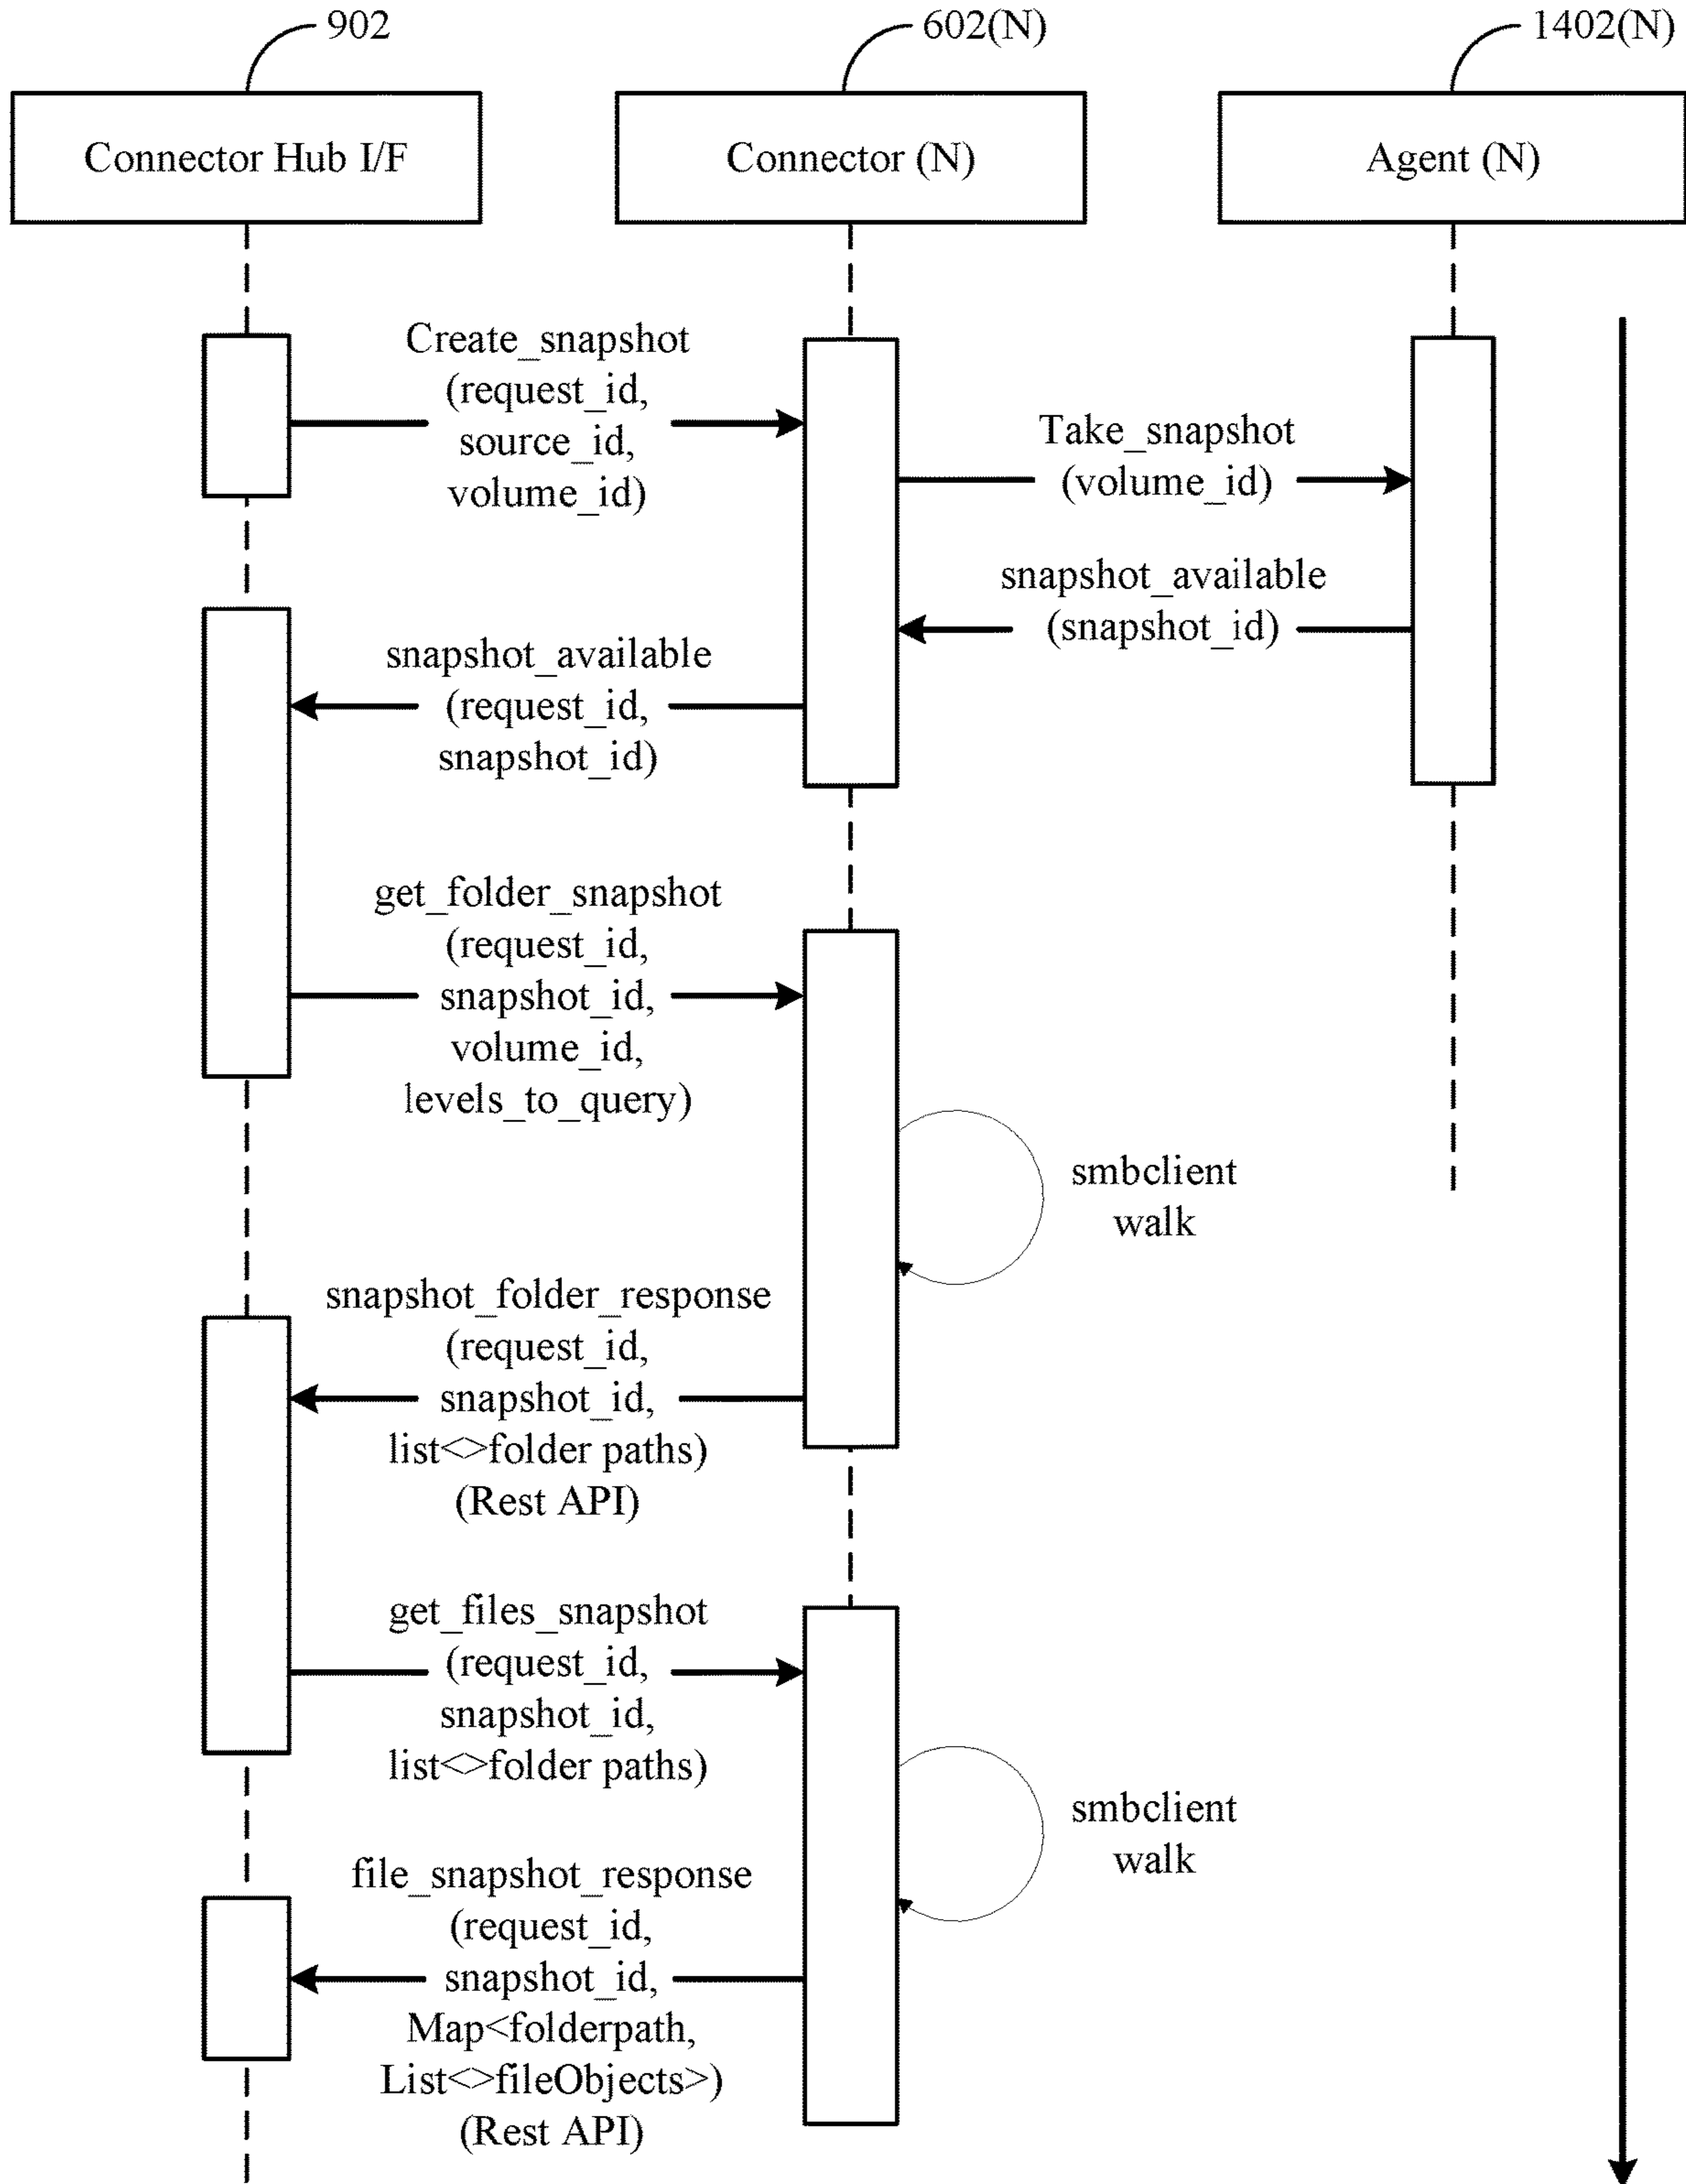 902
602(N)
1402(N)
Connector Hub I/F
Connector (N)
Agent (N)
Create_snapshot
(request_id,
source_id,
volume_id)
Take_snapshot
(volume_id)
snapshot_available
(snapshot_id)
snapshot_available
(request_id,
snapshot_id)
get_folder_snapshot
(request_id,
snapshot_id,
volume_id,
levels_to_query)
smbclient
walk
snapshot_folder_response
(request_id,
snapshot_id,
list<>folder paths)
(Rest API)
get_files_snapshot
(request_id,
snapshot_id,
list<>folder paths)
smbclient
walk
file_snapshot_response
(request_id,
snapshot_id,
Map<folderpath,
List<>fileObjects>)
(Rest API)